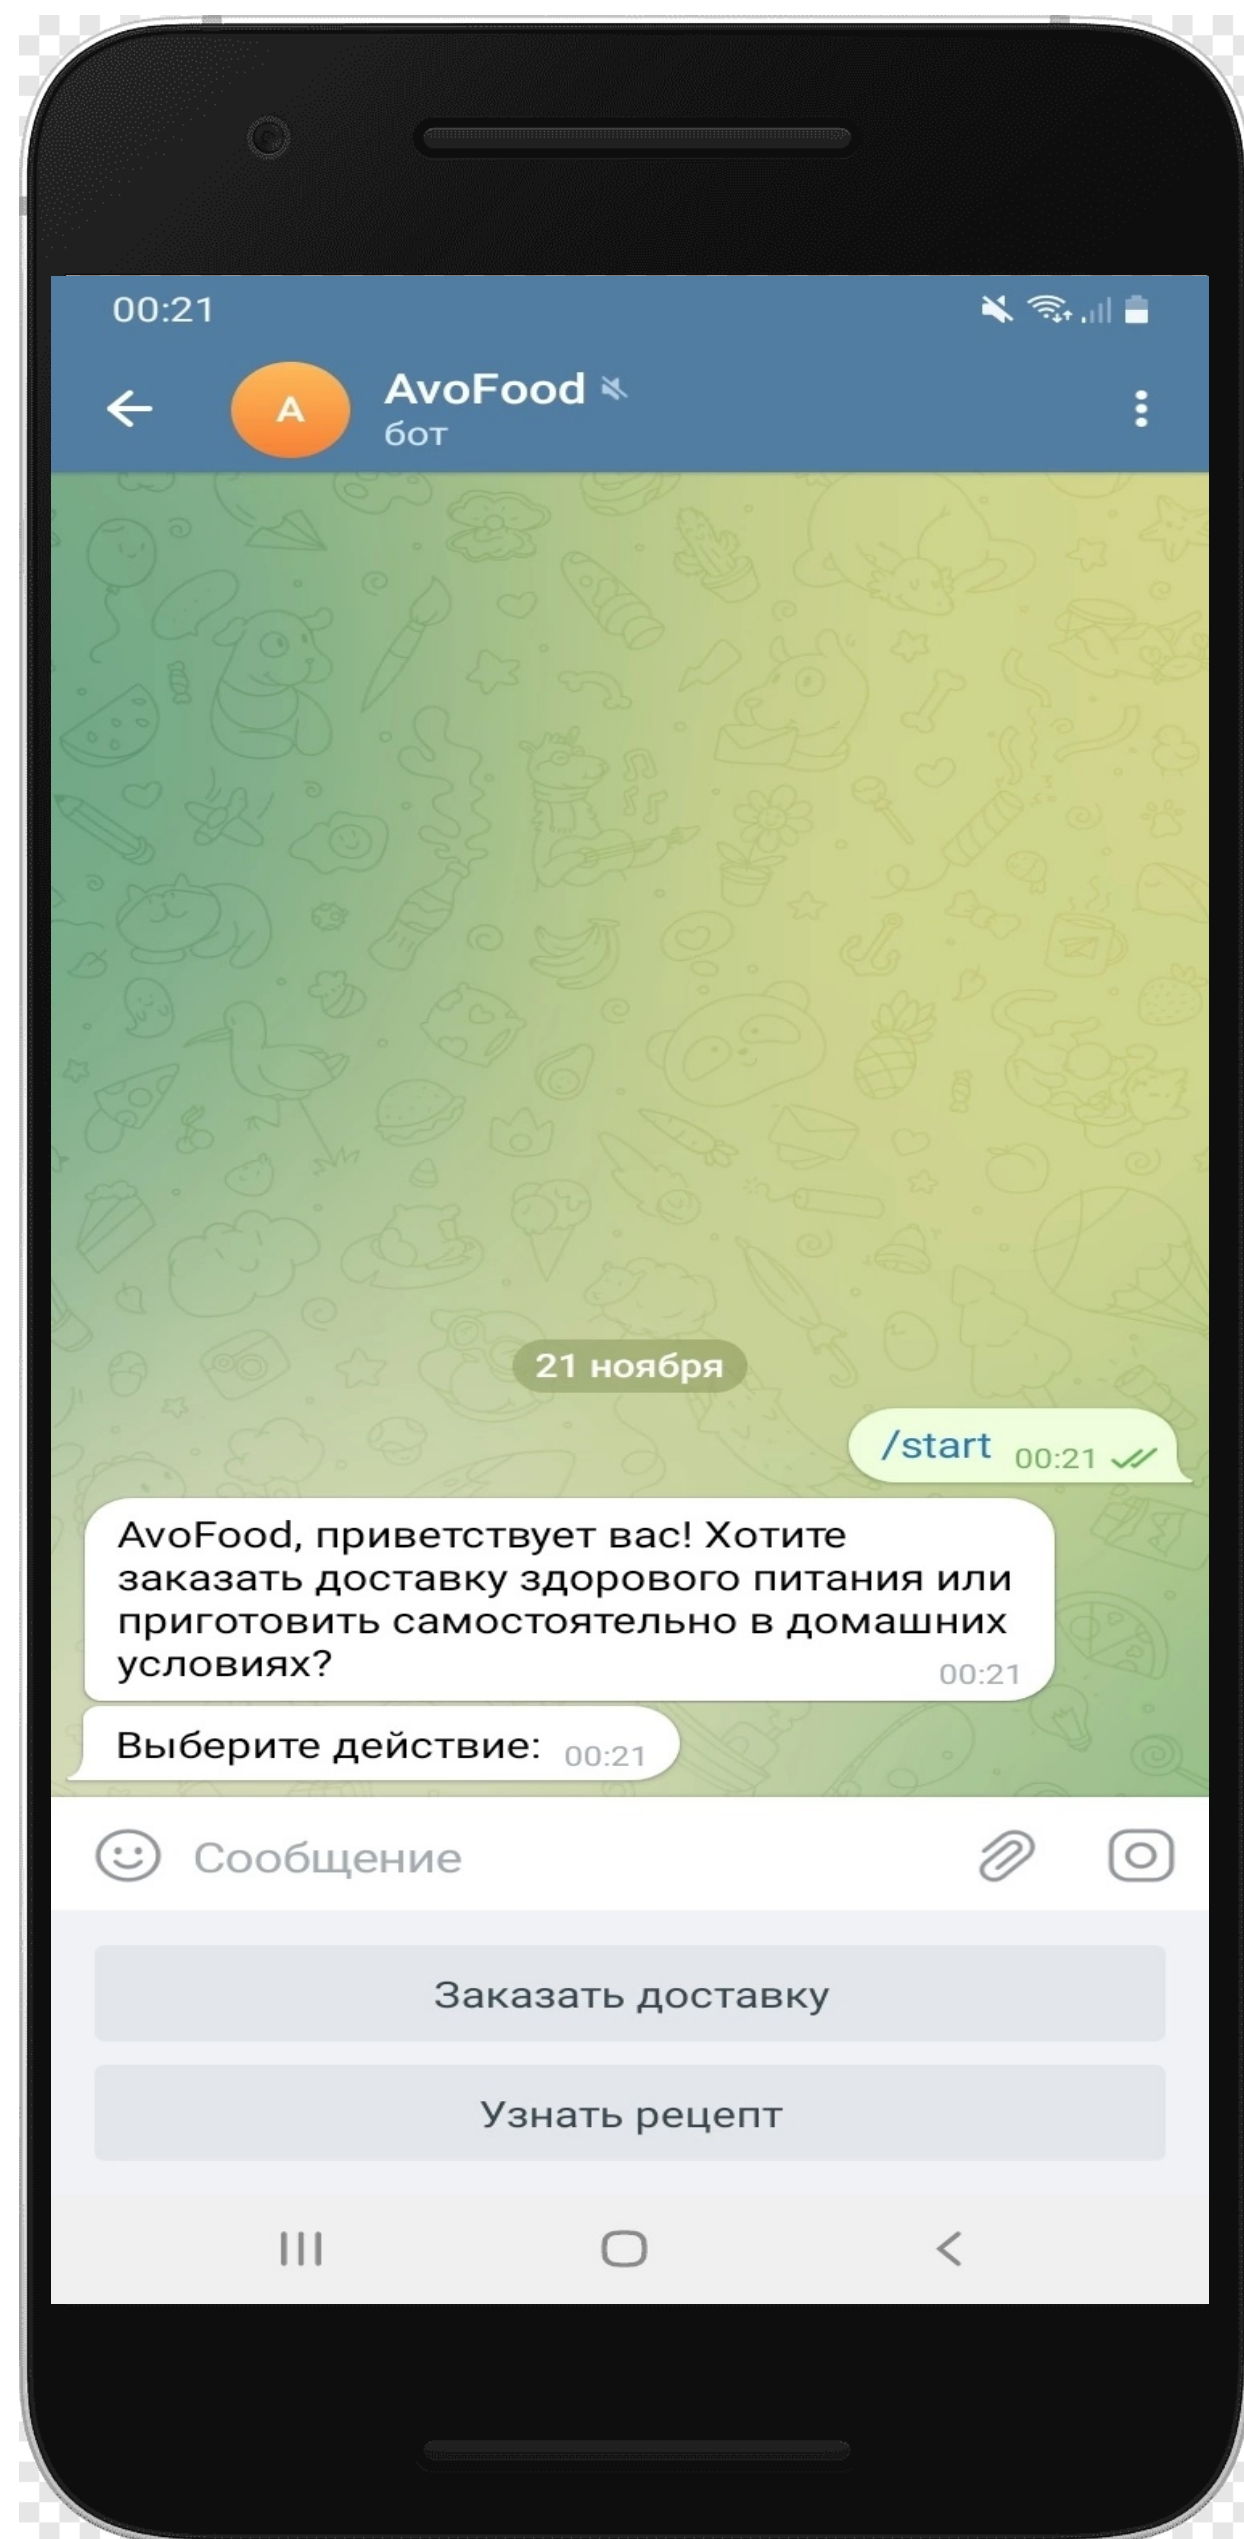 00:21
A
AvoFood
бот
21 ноября
/start 00:21
AvoFood, приветствует вас! Хотите
заказать доставку здорового питания или
приготовить самостоятельно в домашних
условиях?
00:21
Выберите действие: 00:21
Сообщение
Заказать доставку
Узнать рецепт